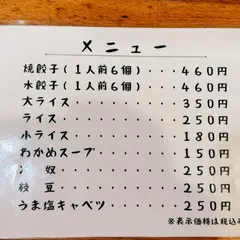 メニュー
焼餃子(1人前6個)・・・460円
水餃子(1人前6個)・・・460円
大ライス・・・・・・・・350円
ライス・・・・・・・・・250円
小ライス・・・・・・・・180円
わかめスープ・・・・・・150円
冷 奴・・・・・・・・・250円
枝 豆・・・・・・・・・250円
うま塩キャベツ・・・・・250円
※表示価格は税込